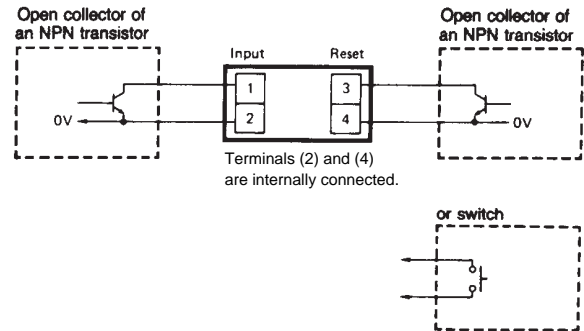 Open collector of
an NPN transistor
Open collector of
an NPN transistor
Input
Reset
1
3
2
4
0V
0V
Terminals (2) and (4)
are internally connected.
or switch